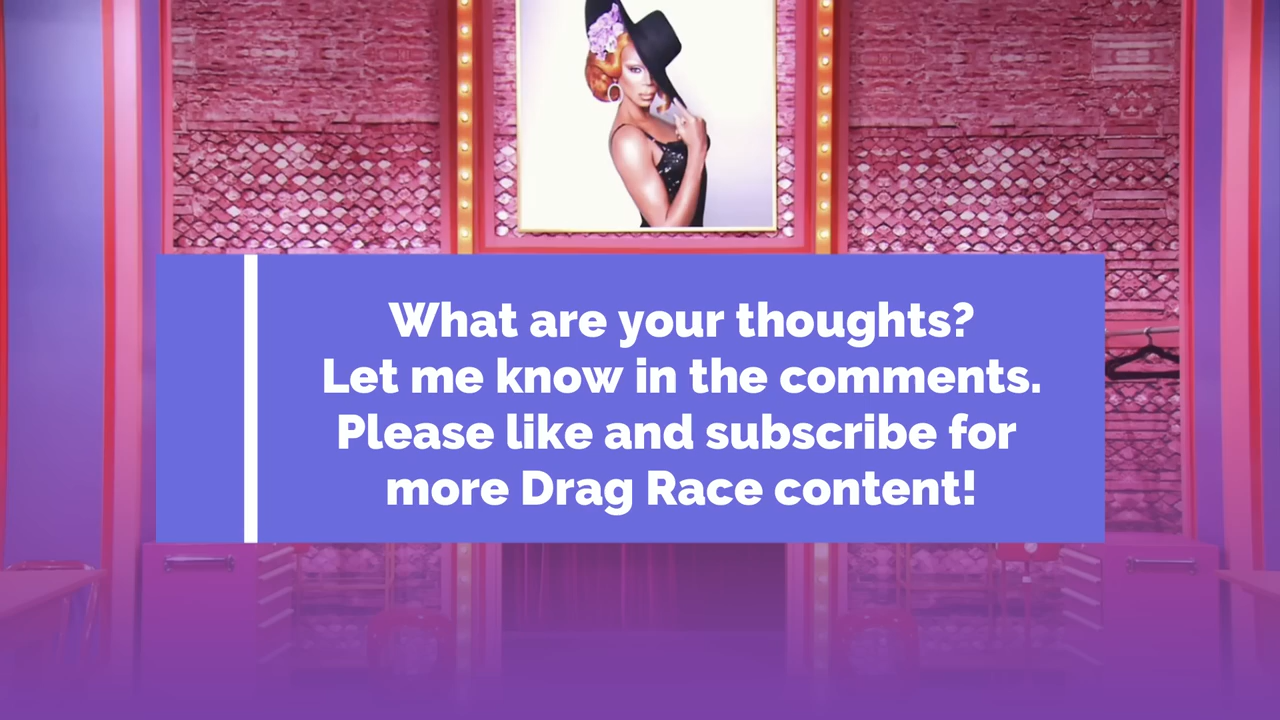 What are your thoughts?
Let me know in the comments.
Please like and subscribe for
more Drag Race content!